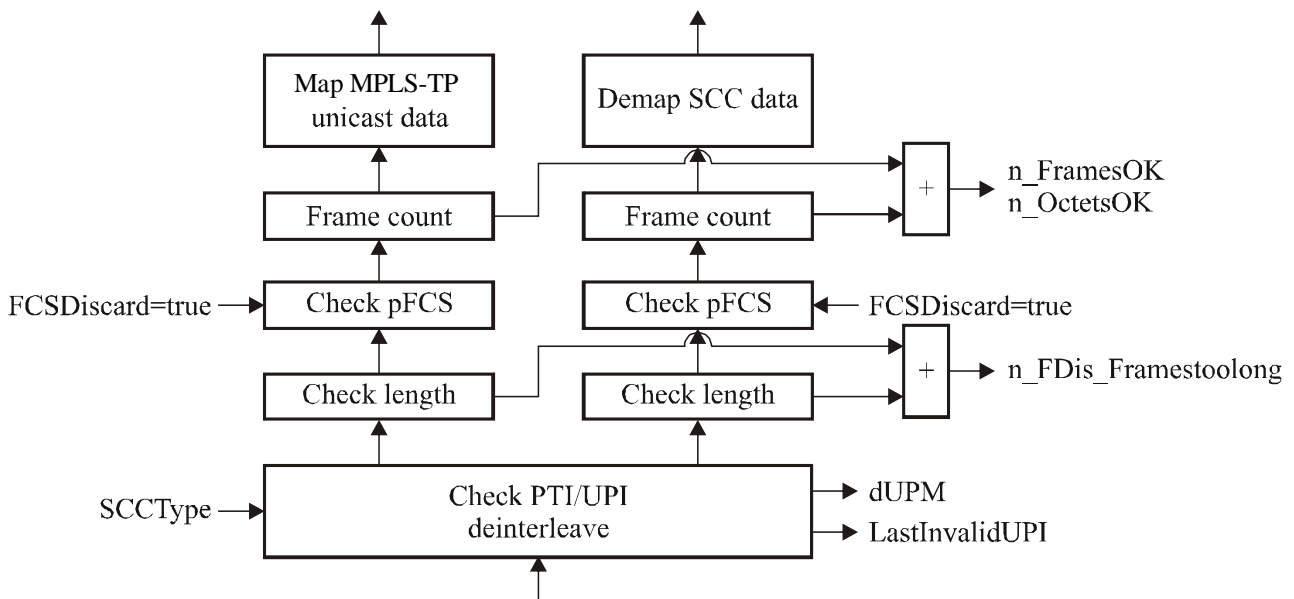 Map MPLS-TP
unicast data
Demap SCC data
n_FramesOK
n_OctetsOK
+
Frame count
Frame count
FCSDiscard=true
Check pFCS
Check pFCS
FCSDiscard=true
+
n_FDis_Framestoolong
Check length
Check length
SCCType
Check PTI/UPI
deinterleave
dUPM
LastInvalidUPI